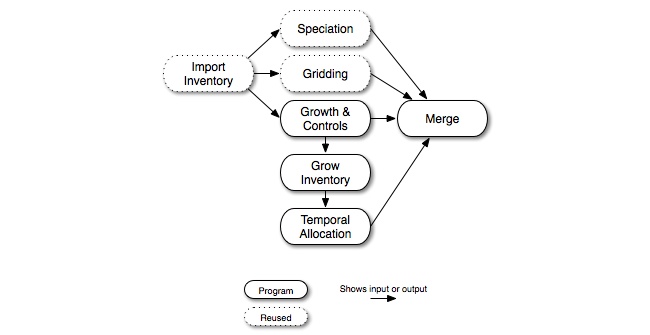 Speciation
Import
Inventory
Gridding
Growth &
Controls
Merge
Grow
Inventory
Temporal
Allocation
Program
Shows input or output
Reused